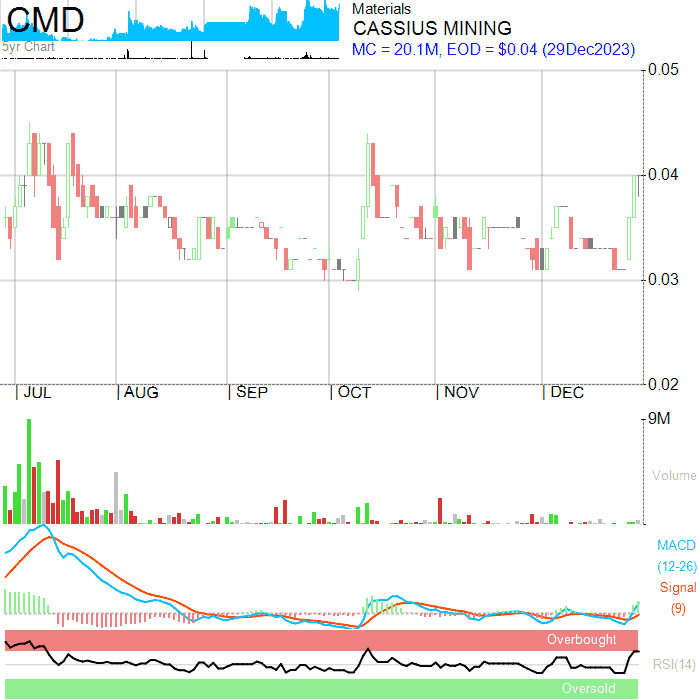 CMD
5yr Chart
Materials
CASSIUS MINING
MC = 20.1M, EOD = $0.04 (29Dec2023)
0.05
0.04
0.03
0.02
| JUL | AUG | SEP | OCT | NOV | DEC
9M
Volume
MACD
(12-26)
Signal
(9)
Overbought
RSI(14)
Oversold